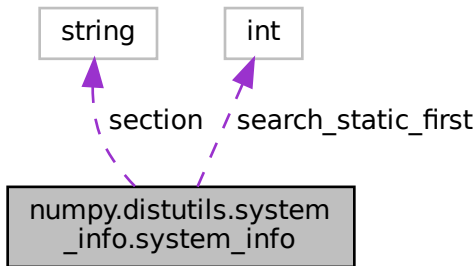 string
int
section
search_static_first
numpy.distutils.system
_info.system_info